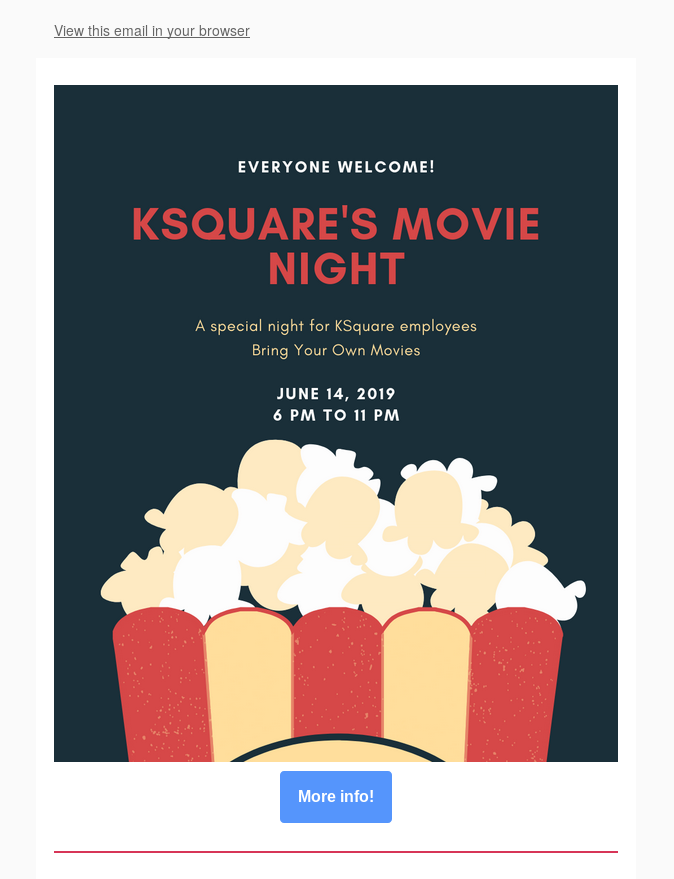 View this email in your browser
EVERYONE WELCOME!
KSQUARE'S MOVIE
NIGHT
A special night for KSquare employees
Bring Your Own Movies
JUNE 14, 2019
6 PM TO 11 PM
More info!